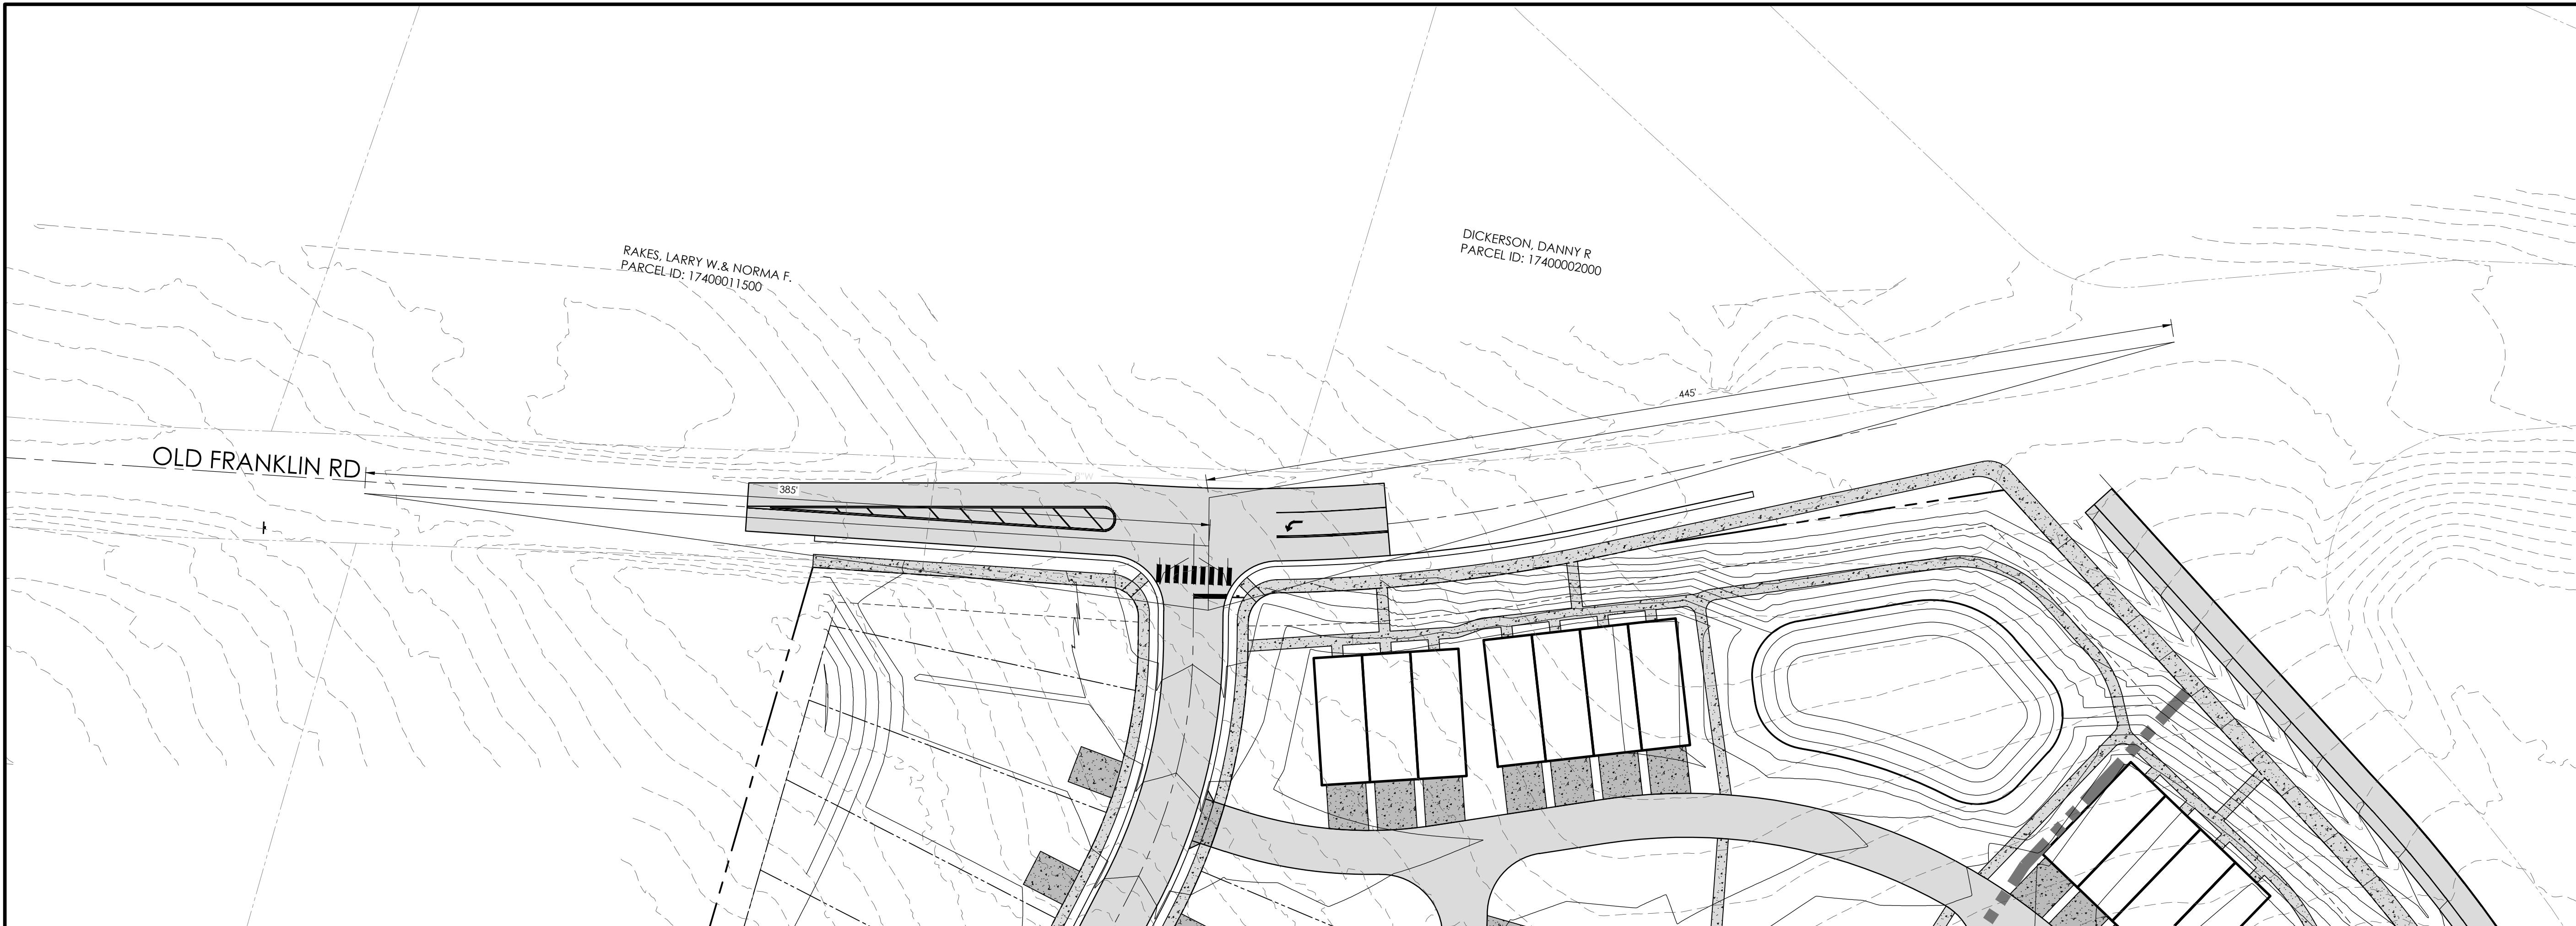 RAKES, LARRY W.& NORMA F.
PARCEL ID: 17400011500
DICKERSON, DANNY R
PARCEL ID: 17400002000
445'
OLD FRANKLIN RD
385'